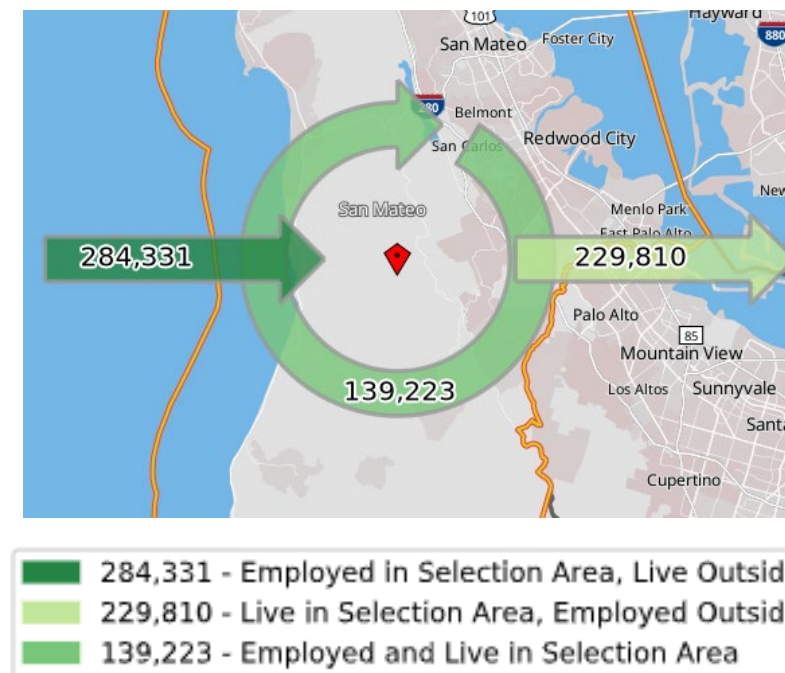 101
Hayward
San Mateo
Foster City
880
Belmont
San Carlos
Redwood City
San Mateo
Menlo Park
East Palo Alto
New
284,331
229,810
Palo Alto
85
Mountain View
139,223
Los Altos
Sunnyvale
Santa
Cupertino
284,331 - Employed in Selection Area, Live Outsid
229,810 - Live in Selection Area, Employed Outsid
139,223 - Employed and Live in Selection Area